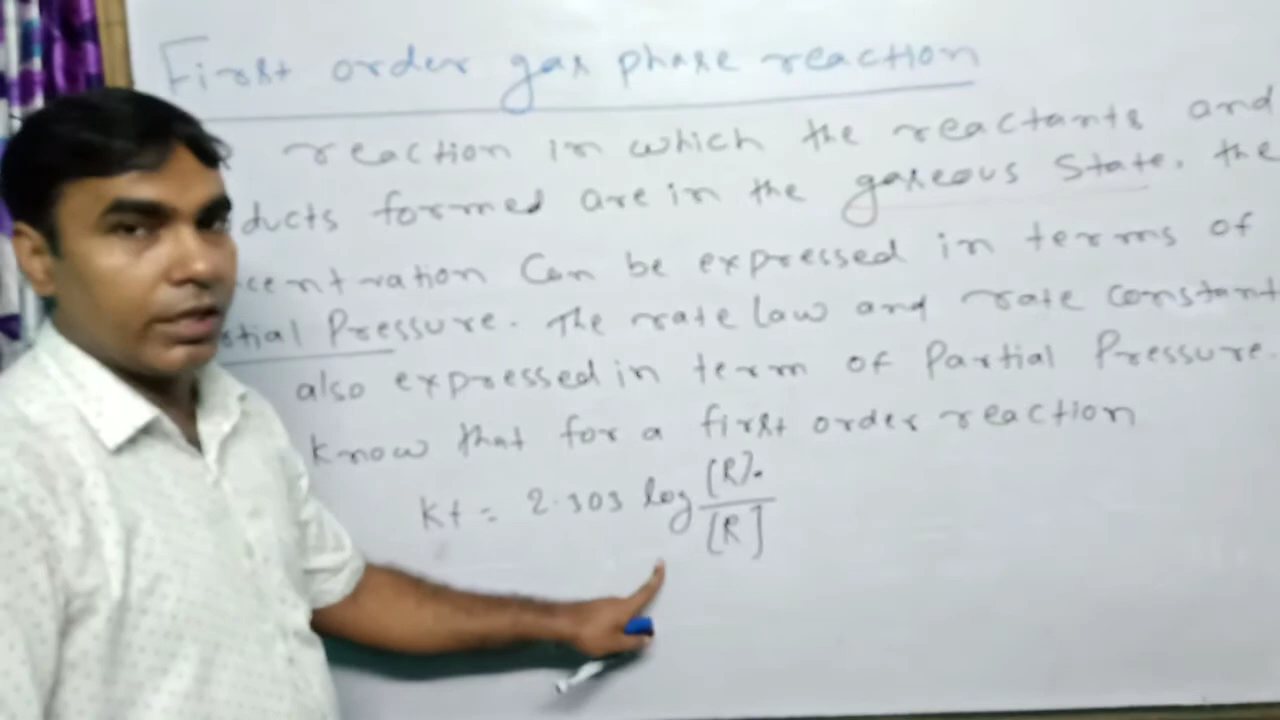 First order gas phase reaction
reaction in which the reactants and
ducts formed are in the gaseous state, the
centration Can be expressed in terms of
tial Pressure. The rate law and rate constant
also expressed in term of Partial Pressure.
know that for a first order reaction
Kt = 2.303 log [R]₀/[R]